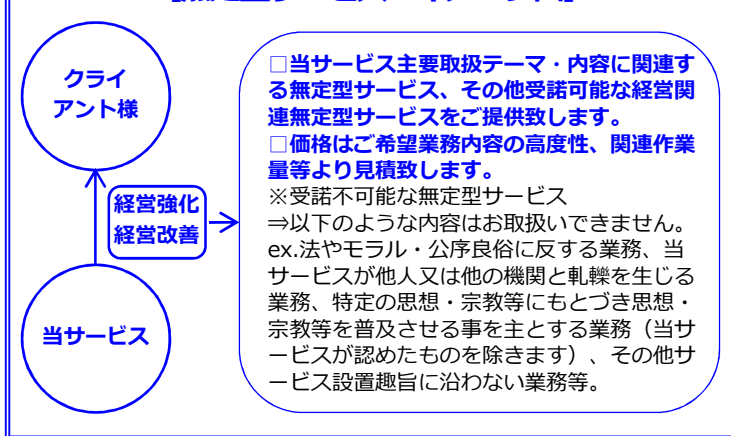 クライ
アント様
経営強化
経営改善
当サービス
□当サービス主要取扱テーマ・内容に関連す
る無定型サービス、その他受諾可能な経営関
連無定型サービスをご提供致します。
□価格はご希望業務内容の高度性、関連作業
量等より見積致します。
※受諾不可能な無定型サービス
⇒以下のような内容はお取扱いできません。
ex.法やモラル・公序良俗に反する業務、当
サービスが他人又は他の機関と軋轢を生じる
業務、特定の思想・宗教等にもとづき思想・
宗教等を普及させる事を主とする業務（当サ
ービスが認めたものを除きます）、その他サ
ービス設置趣旨に沿わない業務等。